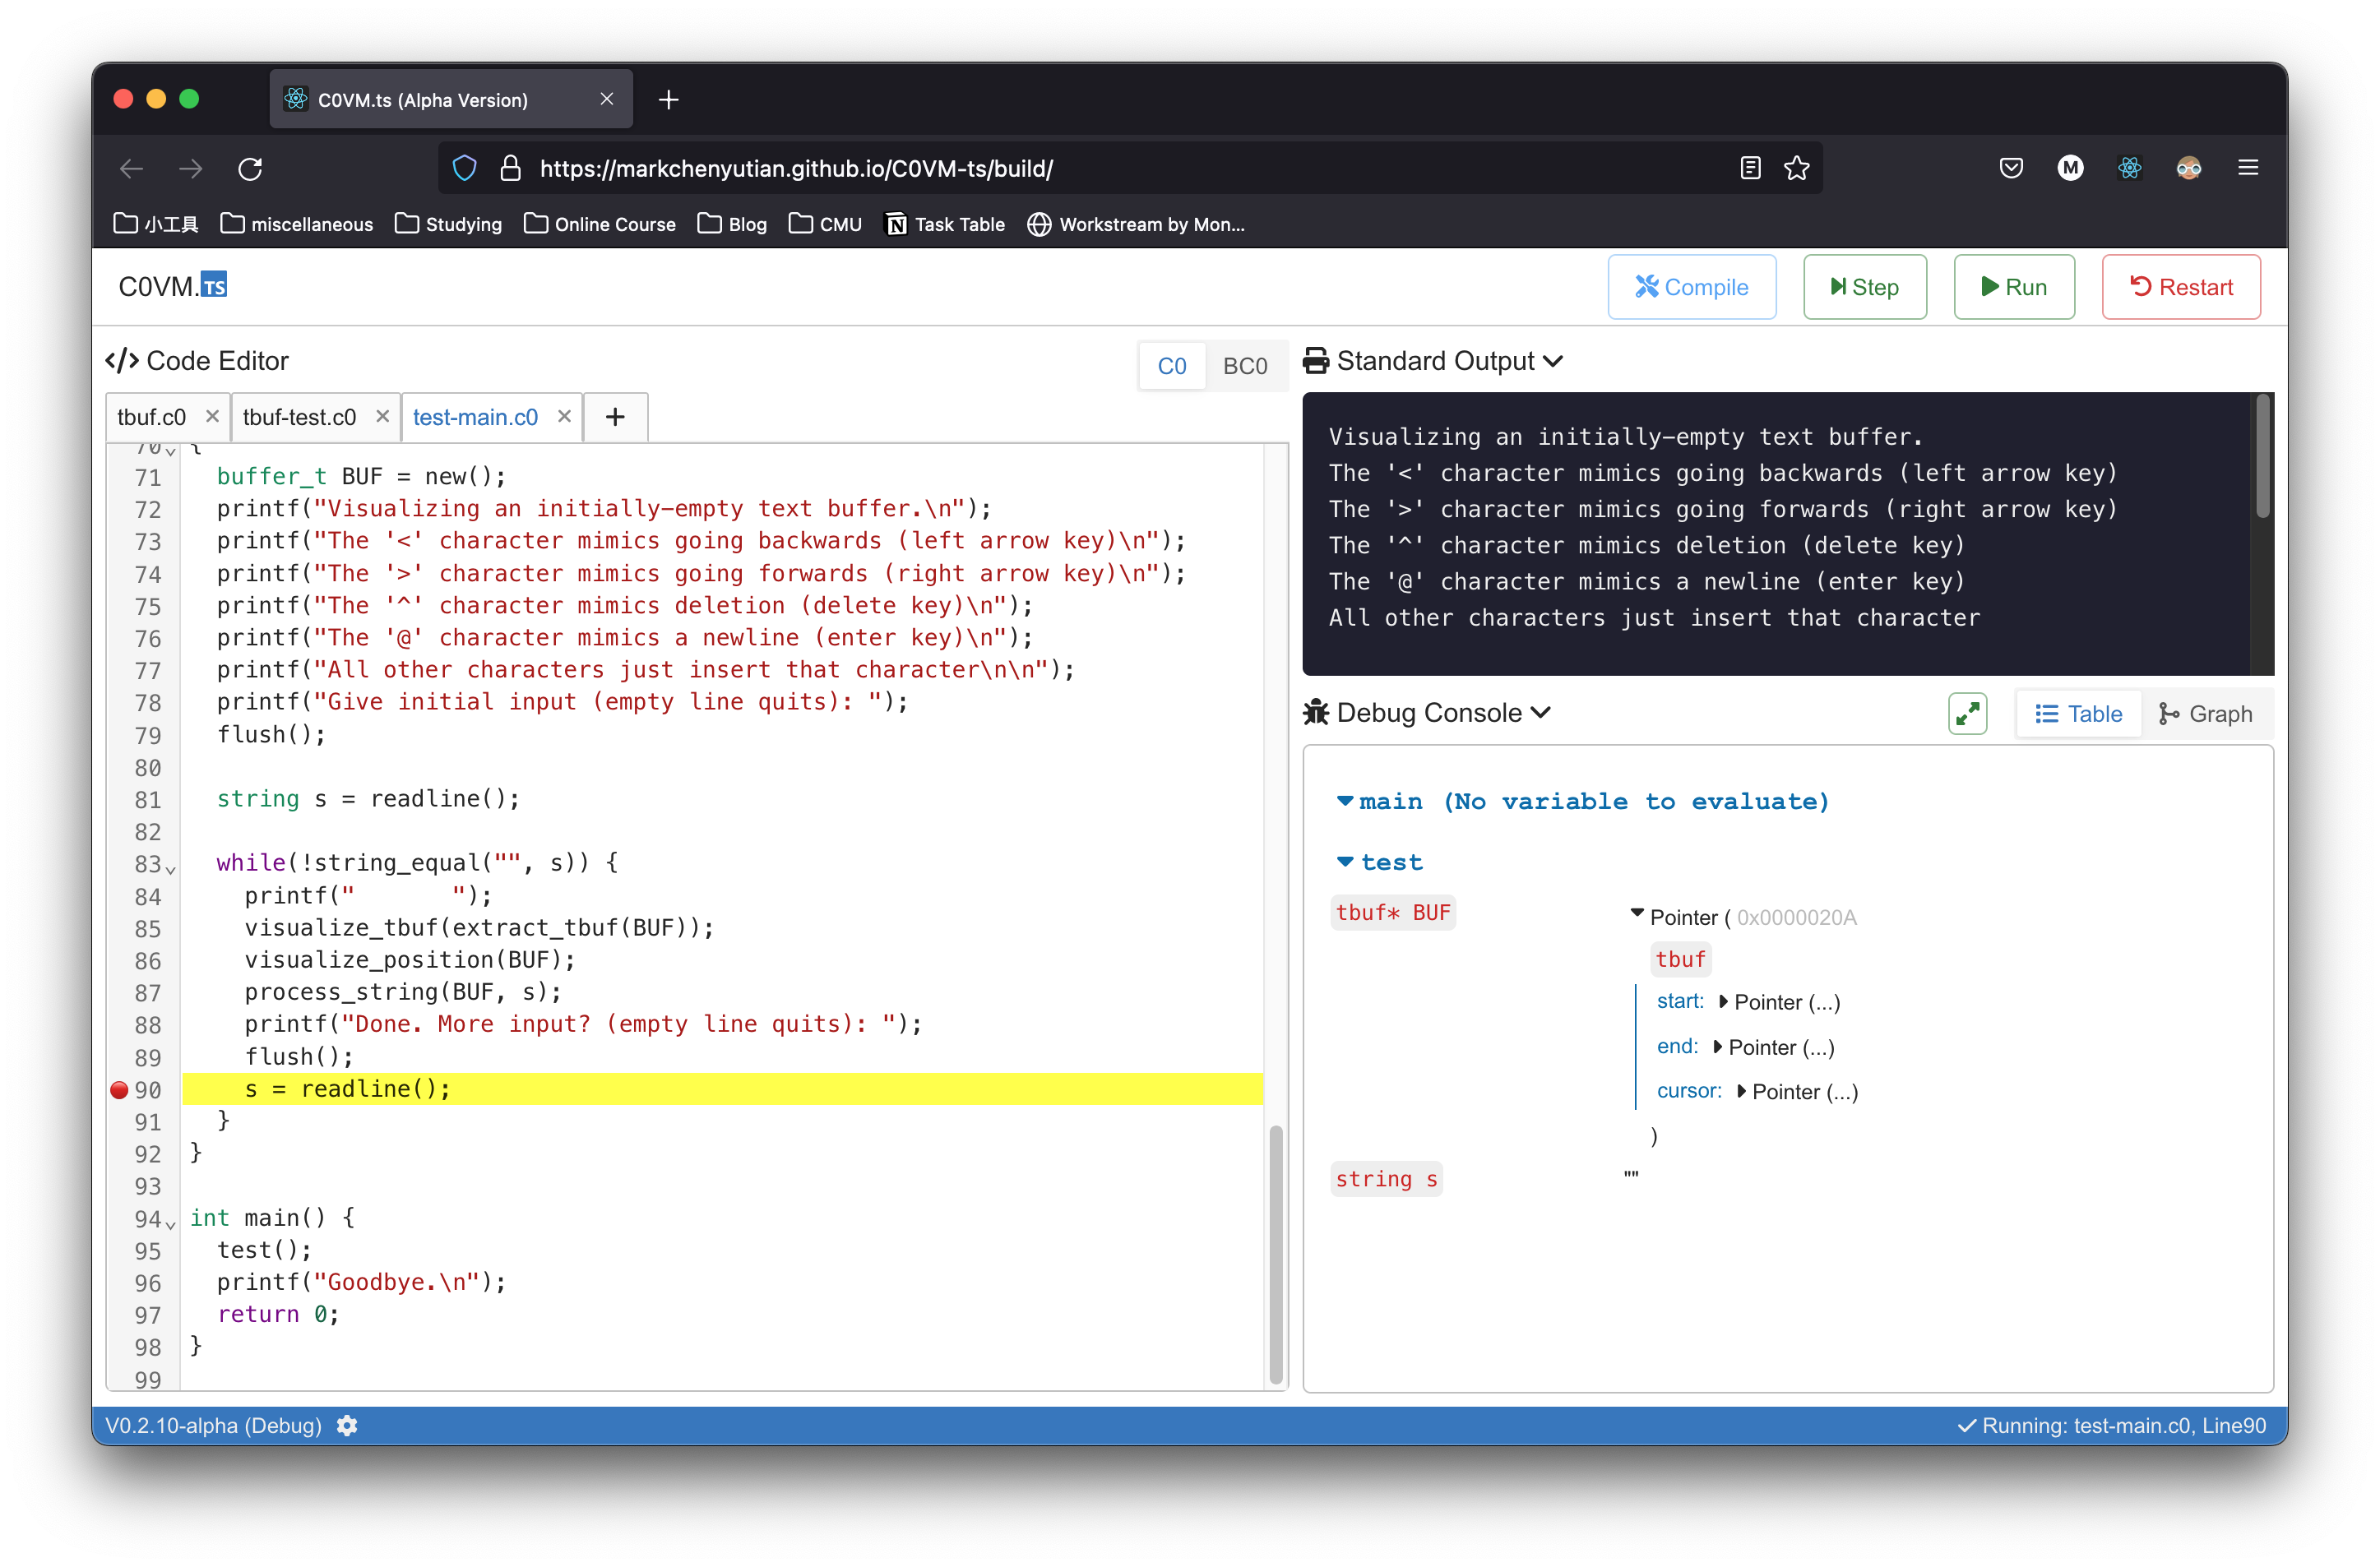 C0VM.ts (Alpha Version)
https://markchenyutian.github.io/C0VM-ts/build/
M
小工具 miscellaneous Studying Online Course Blog CMU Task Table Workstream by Mon...
C0VM.TS
Compile Step Run Restart
Code Editor
C0 BC0
tbuf.c0 tbuf-test.c0 test-main.c0 +
70 {
71 buffer_t BUF = new();
72 printf("Visualizing an initially-empty text buffer.\n");
73 printf("The '<' character mimics going backwards (left arrow key)\n");
74 printf("The '>' character mimics going forwards (right arrow key)\n");
75 printf("The '^' character mimics deletion (delete key)\n");
76 printf("The '@' character mimics a newline (enter key)\n");
77 printf("All other characters just insert that character\n\n");
78 printf("Give initial input (empty line quits): ");
79 flush();
80
81 string s = readline();
82
83 while(!string_equal("", s)) {
84 printf("       ");
85 visualize_tbuf(extract_tbuf(BUF));
86 visualize_position(BUF);
87 process_string(BUF, s);
88 printf("Done. More input? (empty line quits): ");
89 flush();
90 s = readline();
91 }
92 }
93
94 int main() {
95 test();
96 printf("Goodbye.\n");
97 return 0;
98 }
99
Standard Output
Visualizing an initially-empty text buffer.
The '<' character mimics going backwards (left arrow key)
The '>' character mimics going forwards (right arrow key)
The '^' character mimics deletion (delete key)
The '@' character mimics a newline (enter key)
All other characters just insert that character
Debug Console
Table Graph
main (No variable to evaluate)
test
tbuf* BUF Pointer ( 0x0000020A
tbuf
start: Pointer (...)
end: Pointer (...)
cursor: Pointer (...)
)
string s ""
V0.2.10-alpha (Debug)
Running: test-main.c0, Line90